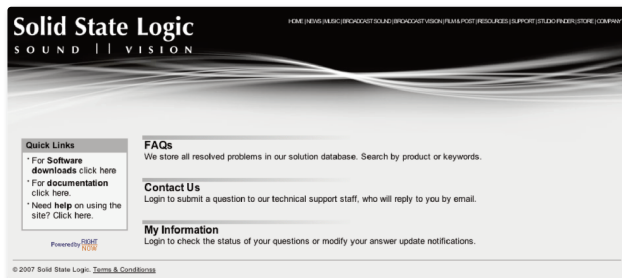 Solid State Logic
SOUND || VISION
HOME | NEWS | MUSIC | BROADCAST SOUND | BROADCAST VISION | FILM & POST | RESOURCES | SUPPORT | STUDIO FINDER | STORE | COMPANY
Quick Links
* For Software
downloads click here
* For documentation
click here.
* Need help on using the
site? Click here.
Powered by RIGHT
NOW
FAQs
We store all resolved problems in our solution database. Search by product or keywords.
Contact Us
Login to submit a question to our technical support staff, who will reply to you by email.
My Information
Login to check the status of your questions or modify your answer update notifications.
© 2007 Solid State Logic. Terms & Conditionss